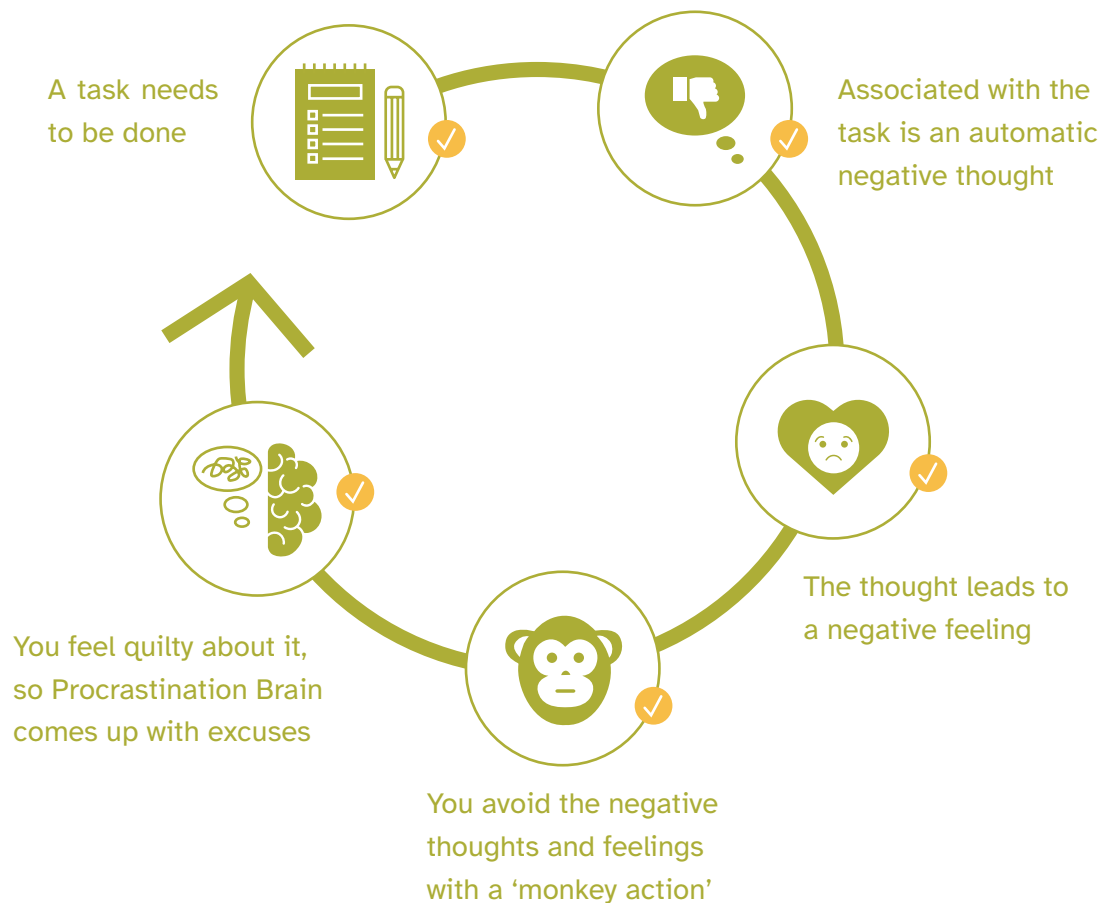 A task needs
to be done
Associated with the
task is an automatic
negative thought
The thought leads to
a negative feeling
You avoid the negative
thoughts and feelings
with a ‘monkey action’
You feel quilty about it,
so Procrastination Brain
comes up with excuses